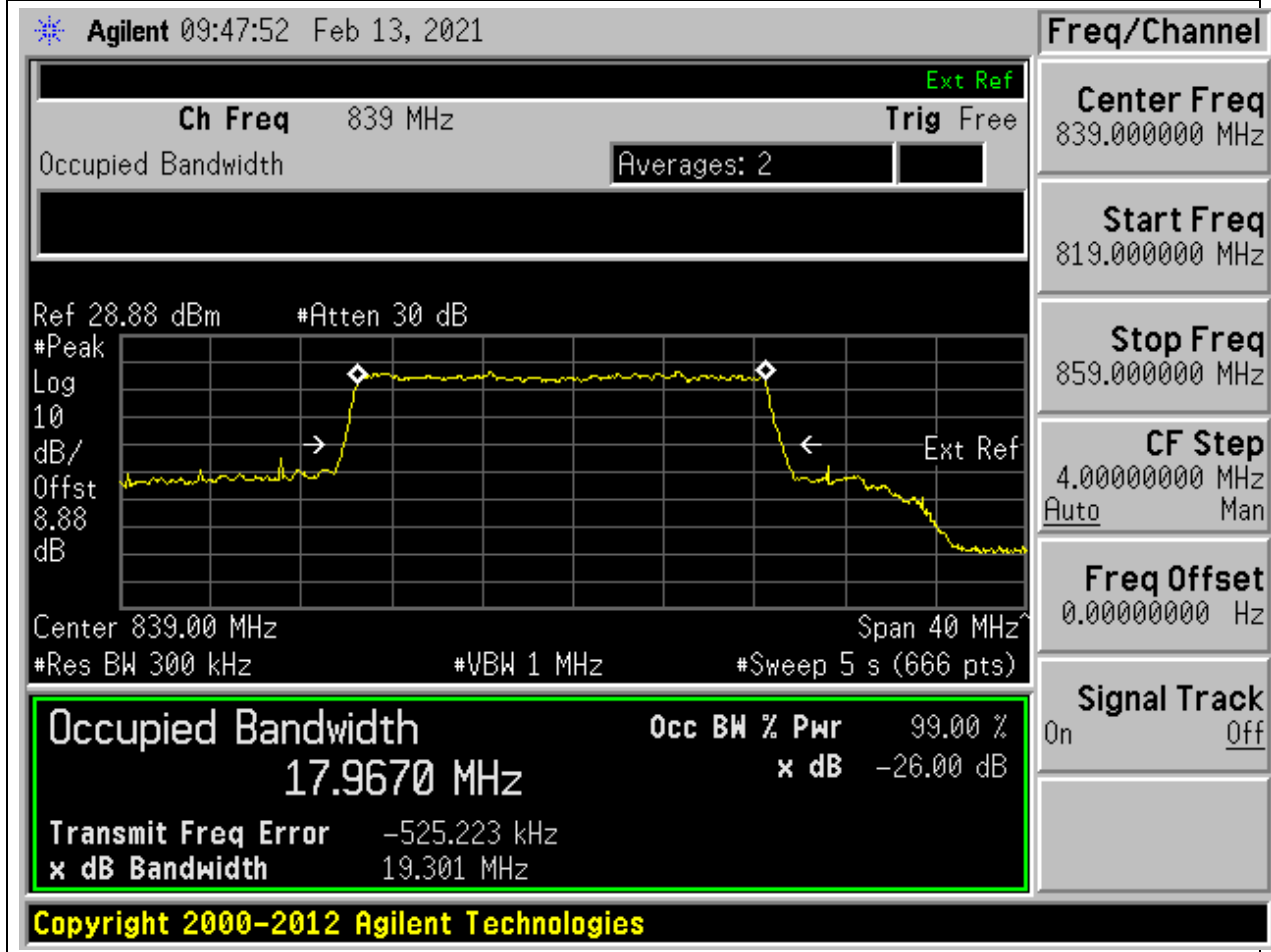 Agilent 09:47:52 Feb 13, 2021
Ext Ref
Ch Freq 839 MHz Trig Free
Occupied Bandwidth Averages: 2
Ref 28.88 dBm #Atten 30 dB
#Peak
Log
10
dB/
Offst
8.88
dB
Ext Ref
Center 839.00 MHz Span 40 MHz^
#Res BW 300 kHz #VBW 1 MHz #Sweep 5 s (666 pts)
Occupied Bandwidth
17.9670 MHz
Occ BW % Pwr 99.00 %
x dB -26.00 dB
Transmit Freq Error -525.223 kHz
x dB Bandwidth 19.301 MHz
Copyright 2000-2012 Agilent Technologies
Freq/Channel
Center Freq
839.000000 MHz
Start Freq
819.000000 MHz
Stop Freq
859.000000 MHz
CF Step
4.00000000 MHz
Auto Man
Freq Offset
0.00000000 Hz
Signal Track
On Off